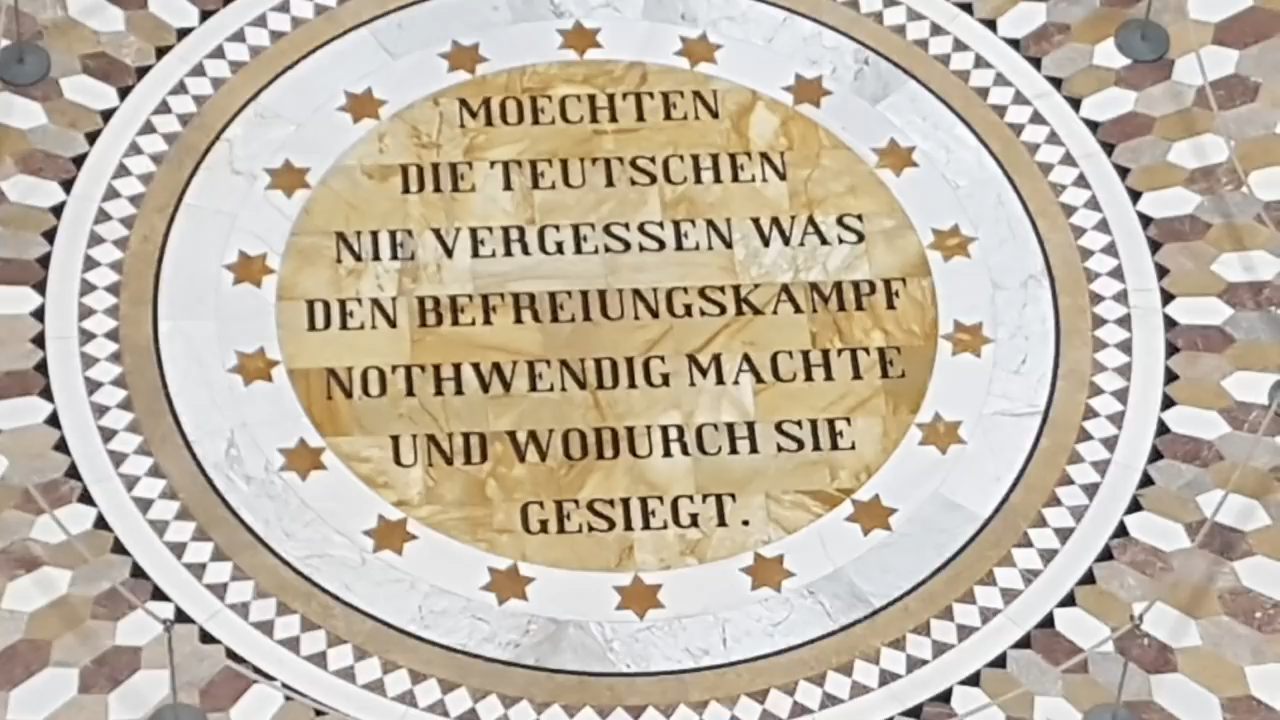 MOECHTEN
DIE TEUTSCHEN
NIE VERGESSEN WAS
DEN BEFREIUNGSKAMPF
NOTHWENDIG MACHTE
UND WODURCH SIE
GESIEGT.